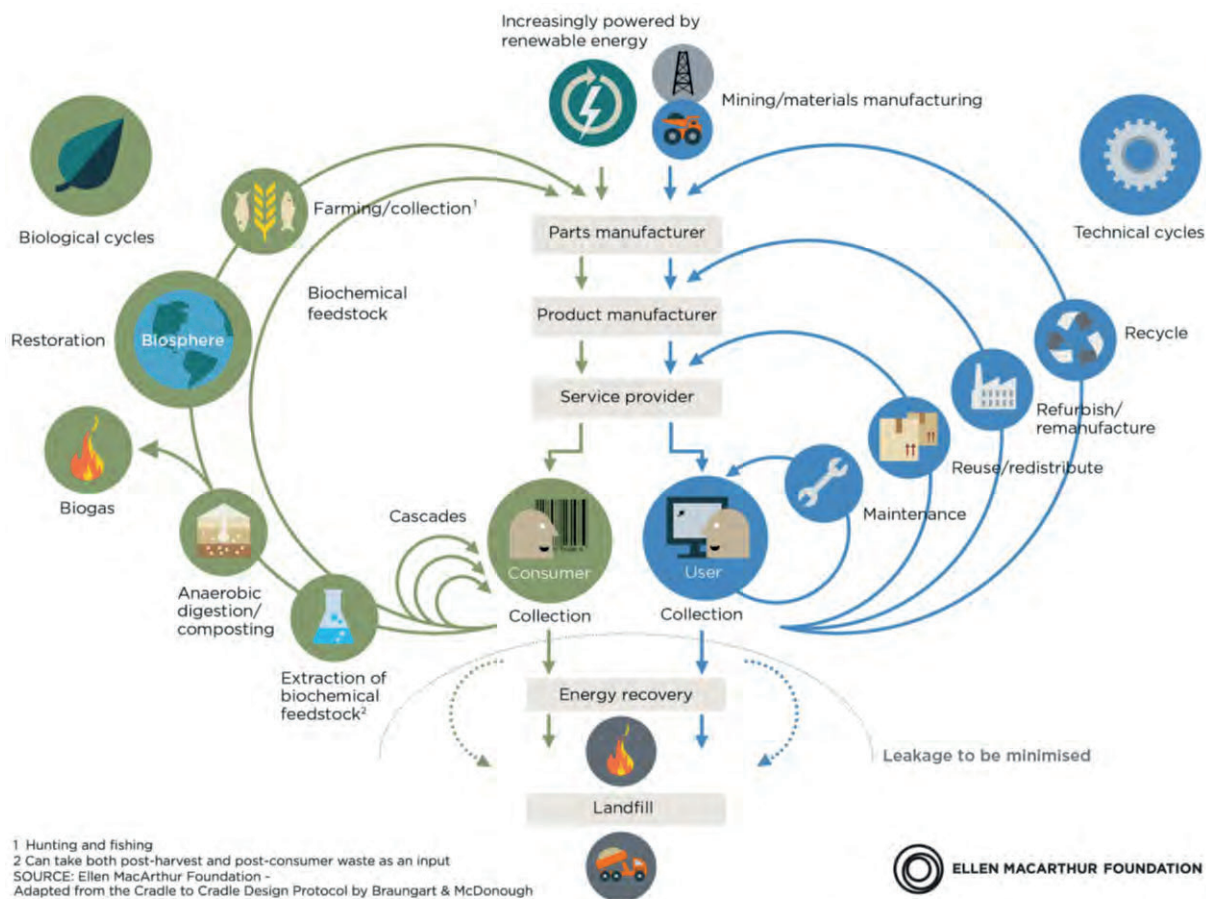 Increasingly powered by
renewable energy
Mining/materials manufacturing
Biological cycles
Farming/collection1
Technical cycles
Parts manufacturer
Biochemical
feedstock
Product manufacturer
Restoration
Biosphere
Recycle
Service provider
Refurbish/
remanufacture
Reuse/redistribute
Biogas
Cascades
Maintenance
Consumer
User
Anaerobic
digestion/
composting
Collection
Collection
Extraction of
biochemical
feedstock2
Energy recovery
Leakage to be minimised
Landfill
1 Hunting and fishing
2 Can take both post-harvest and post-consumer waste as an input
SOURCE: Ellen MacArthur Foundation -
Adapted from the Cradle to Cradle Design Protocol by Braungart & McDonough
ELLEN MACARTHUR FOUNDATION